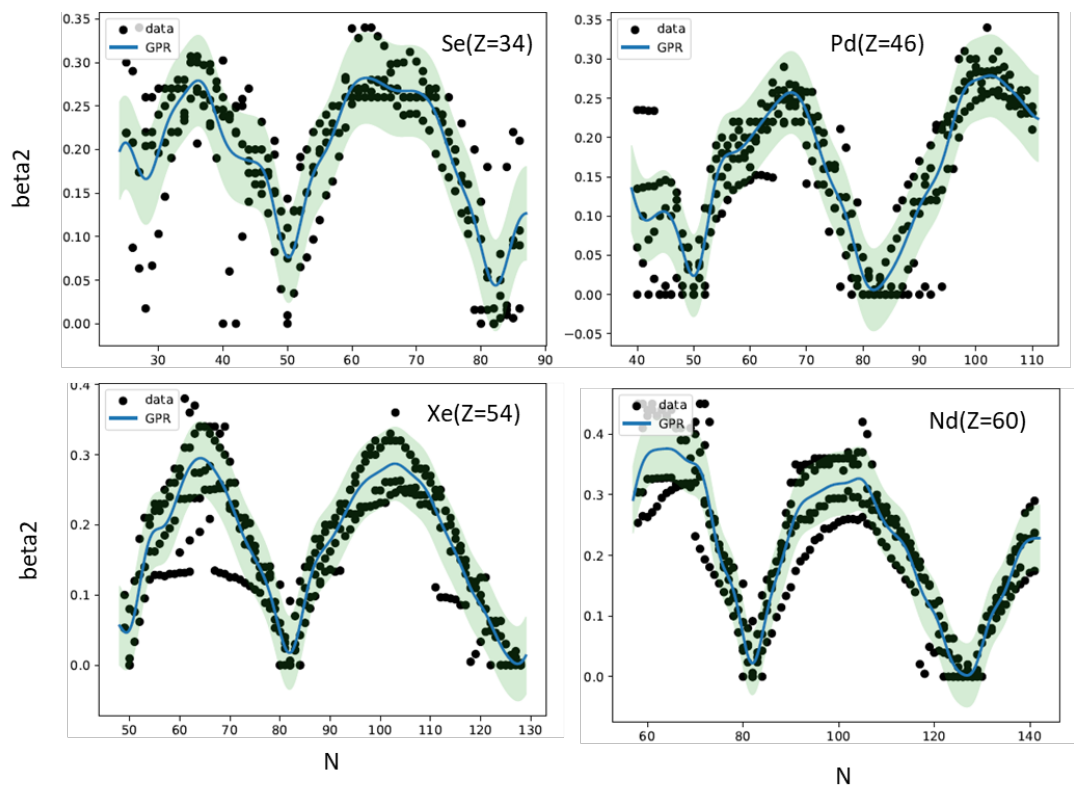 0.35
0.30
0.25
0.20
0.15
0.10
0.05
0.00
beta2
data
GPR
Se(Z=34)
30 40 50 60 70 80 90
0.35
0.30
0.25
0.20
0.15
0.10
0.05
0.00
−0.05
data
GPR
Pd(Z=46)
40 50 60 70 80 90 100 110
0.4
0.3
0.2
0.1
0.0
beta2
data
GPR
Xe(Z=54)
50 60 70 80 90 100 110 120 130
N
0.4
0.3
0.2
0.1
0.0
data
GPR
Nd(Z=60)
60 80 100 120 140
N